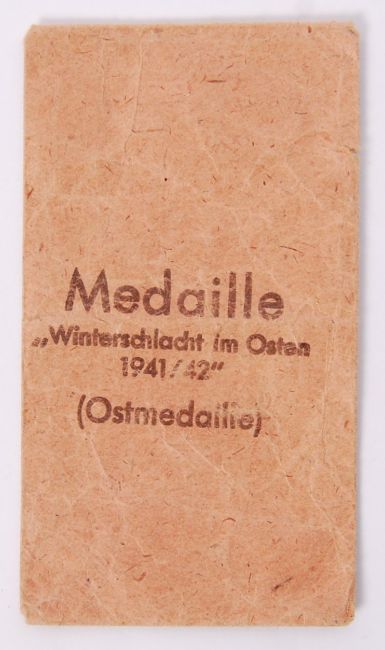 Medaille
„Winterschlacht im Osten
1941/42"
(Ostmedaille)